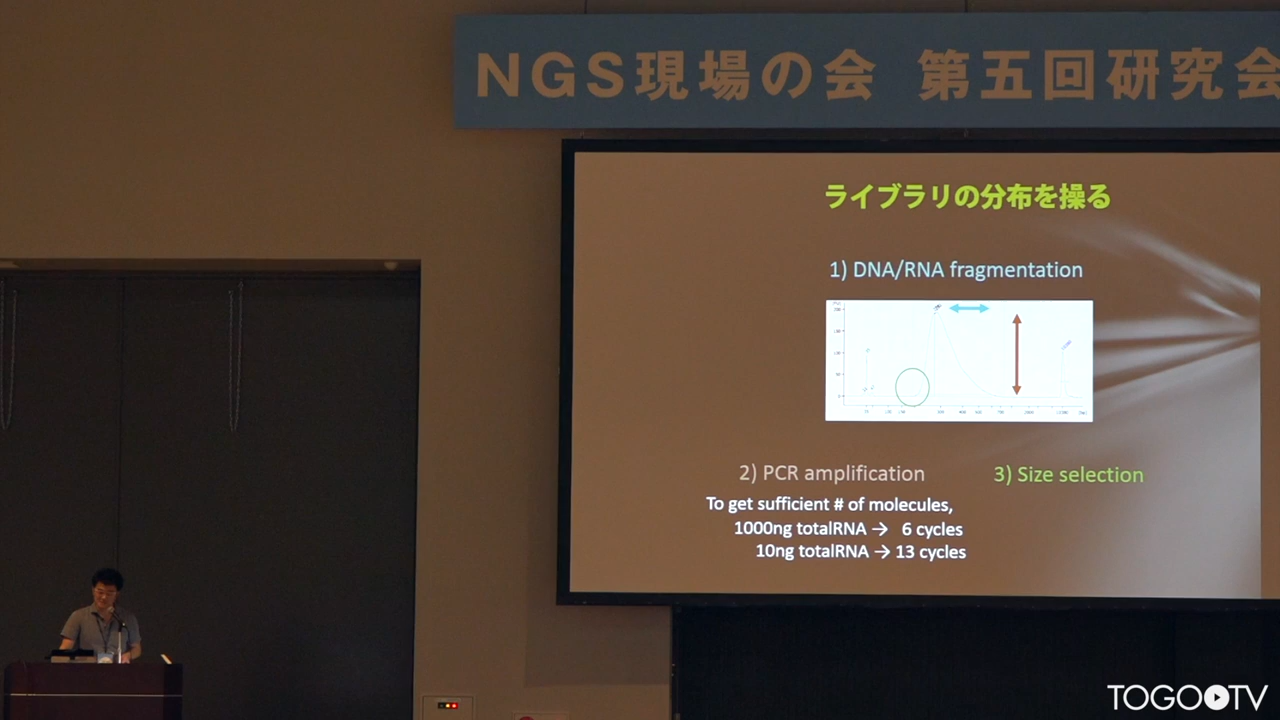 NGS現場の会 第五回研究会
ライブラリの分布を操る
1) DNA/RNA fragmentation
2) PCR amplification
3) Size selection
To get sufficient # of molecules,
1000ng totalRNA → 6 cycles
10ng totalRNA → 13 cycles
TOGO TV